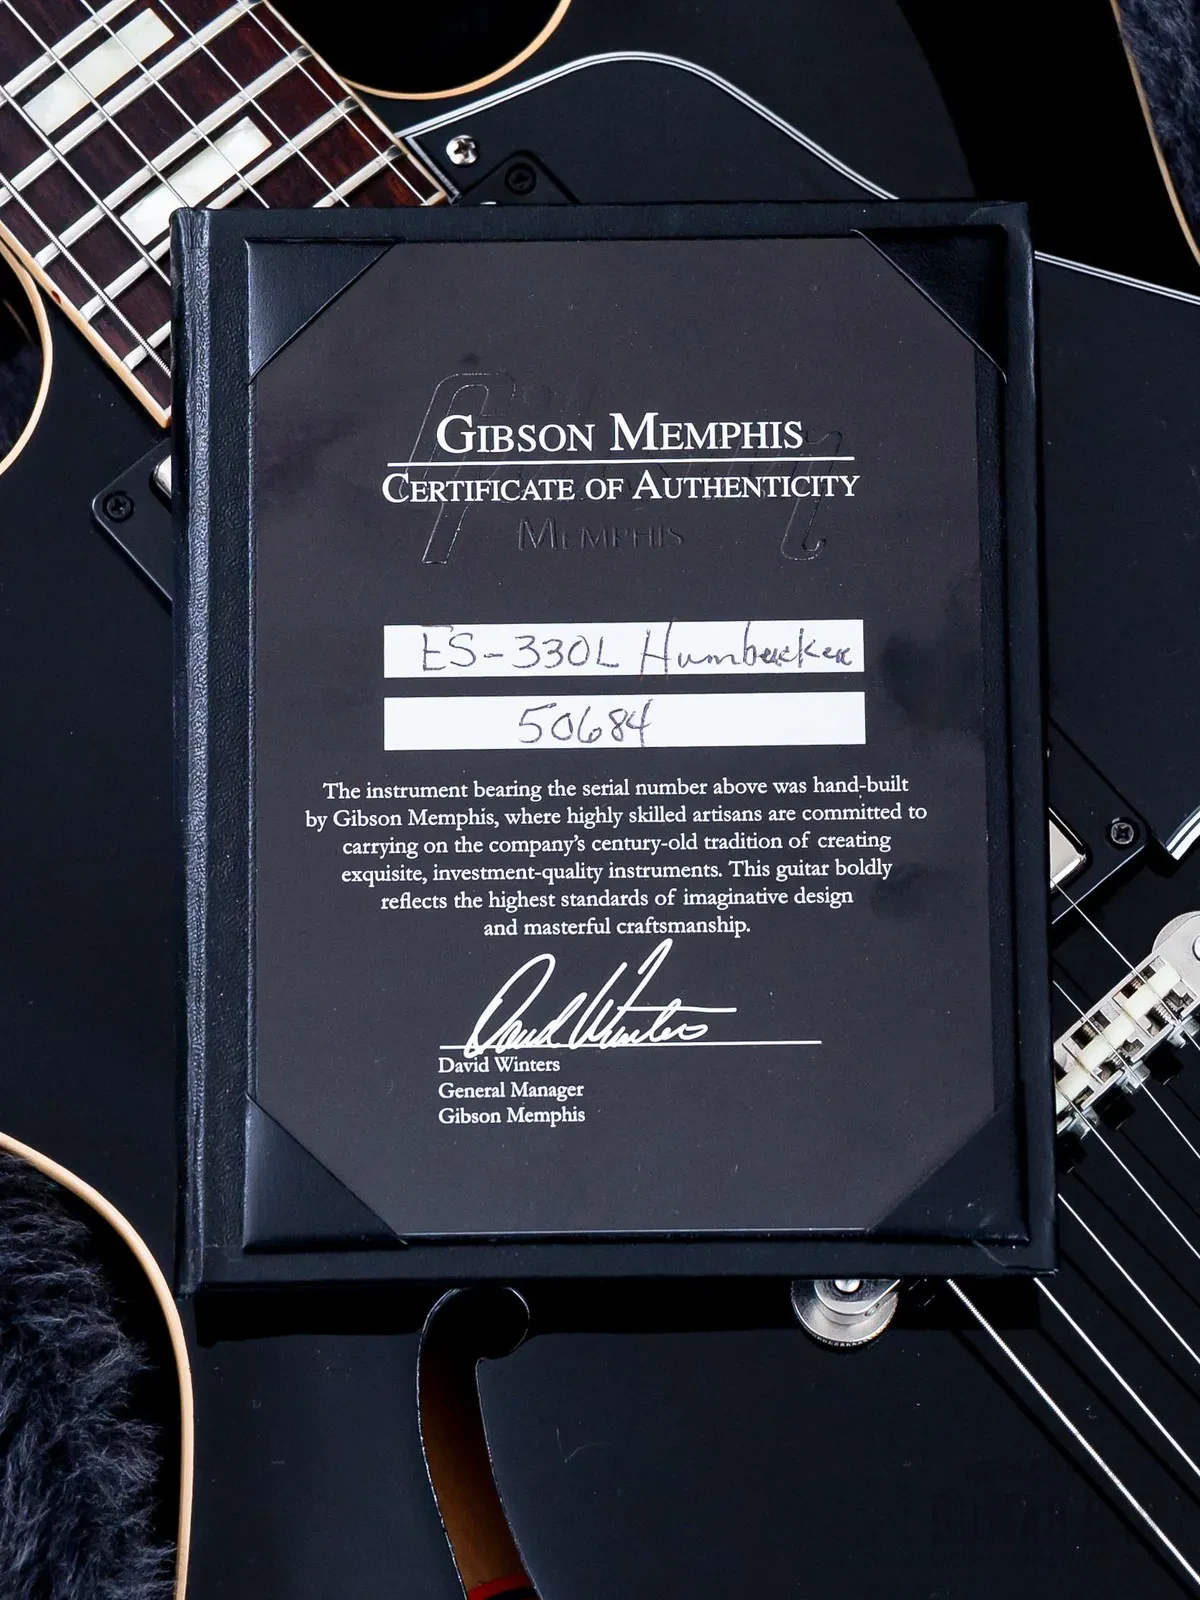 GIBSON MEMPHIS
CERTIFICATE OF AUTHENTICITY
MEMPHIS
ES-330L Humbucker
50684
The instrument bearing the serial number above was hand-built
by Gibson Memphis, where highly skilled artisans are committed to
carrying on the company's century-old tradition of creating
exquisite, investment-quality instruments. This guitar boldly
reflects the highest standards of imaginative design
and masterful craftsmanship.
David Winters
David Winters
General Manager
Gibson Memphis